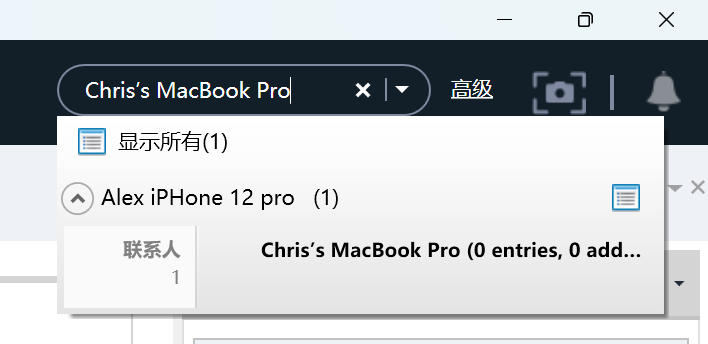 Chris’s MacBook Pro
高级
显示所有(1)
Alex iPHone 12 pro (1)
联系人
1
Chris’s MacBook Pro (0 entries, 0 add...